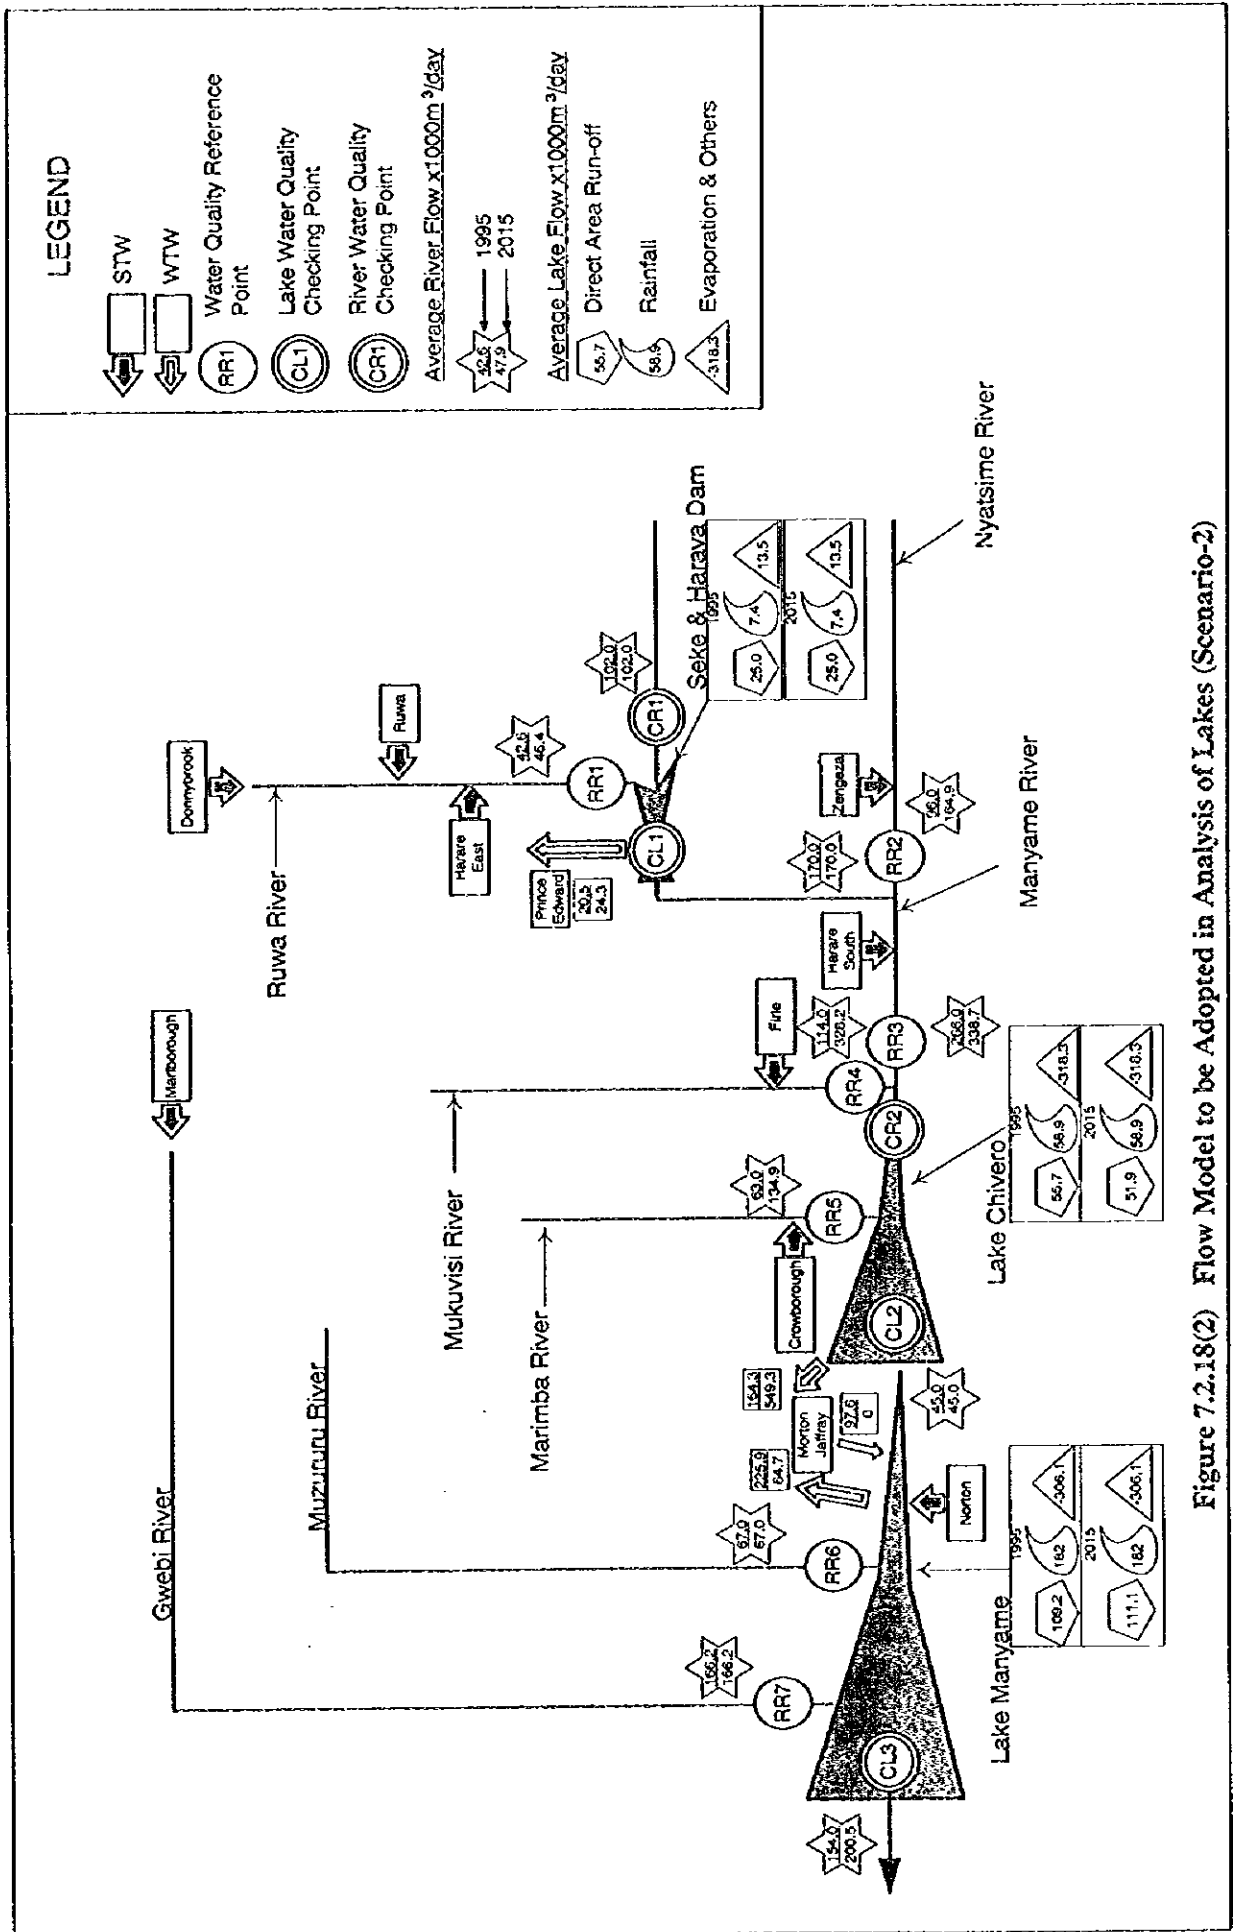 LEGEND
STW
WTW
RR1
Water Quality Reference
Point
CL1
Lake Water Quality
Checking Point
CR1
River Water Quality
Checking Point
Average River Flow x1000m³/day
42.6
47.9
1995
2015
Average Lake Flow x1000m³/day
55.7
Direct Area Run-off
58.9
Rainfall
-318.3
Evaporation & Others
Gwebi River
Marlborough
Muzururu River
Mukuvisi River
Marimba River
Ruwa River
Donnybrook
Ruwa
Harare
East
42.6
46.4
RR1
102.0
102.0
CR1
CL1
Prince
Edward
20.2
24.3
Seke & Harava Dam
1995
25.0
7.4
13.5
2015
25.0
7.4
13.5
Zengeza
96.0
164.9
RR2
170.0
170.0
Nyatsime River
Manyame River
Harare
South
Firle
114.0
328.2
RR4
RR3
266.0
338.7
CR2
63.0
134.9
RR5
Crowborough
CL2
Lake Chivero
1995
55.7
58.9
-318.3
2015
51.9
58.9
-318.3
164.3
549.3
Morton
Jaffray
97.6
0
225.9
64.7
45.0
45.0
Norton
67.0
67.0
RR6
166.2
166.2
RR7
CL3
154.0
200.5
Lake Manyame
1995
109.2
182
-306.1
2015
111.1
182
-306.1
Figure 7.2.18(2) Flow Model to be Adopted in Analysis of Lakes (Scenario-2)